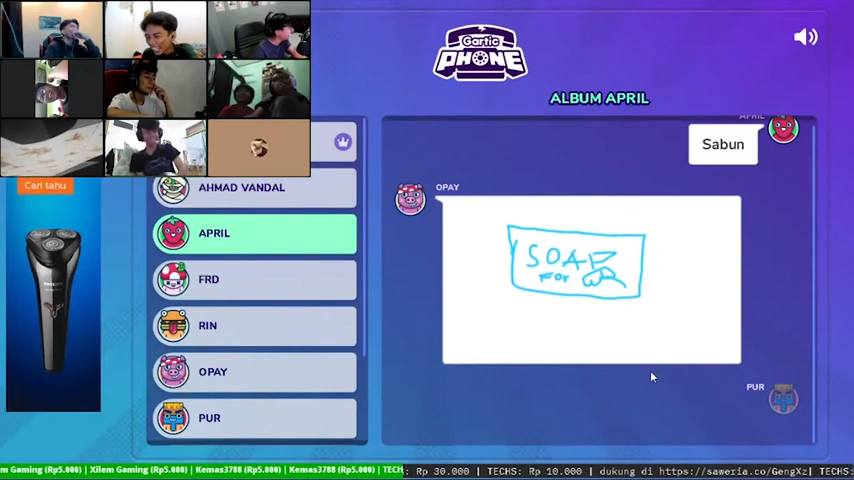 Gartic
PHONE
ALBUM APRIL
APRIL
Sabun
OPAY
SOAP
FOR
PUR
Cari tahu
AHMAD VANDAL
APRIL
FRD
RIN
OPAY
PUR
m Gaming (Rp5.000) | Xilem Gaming (Rp5.000) | Kemas3788 (Rp5.000) | Kemas3788 (Rp5.000) | TECH
: Rp 30.000 | TECHS: Rp 10.000 | dukung di https://saweria.co/GengXz| Geng